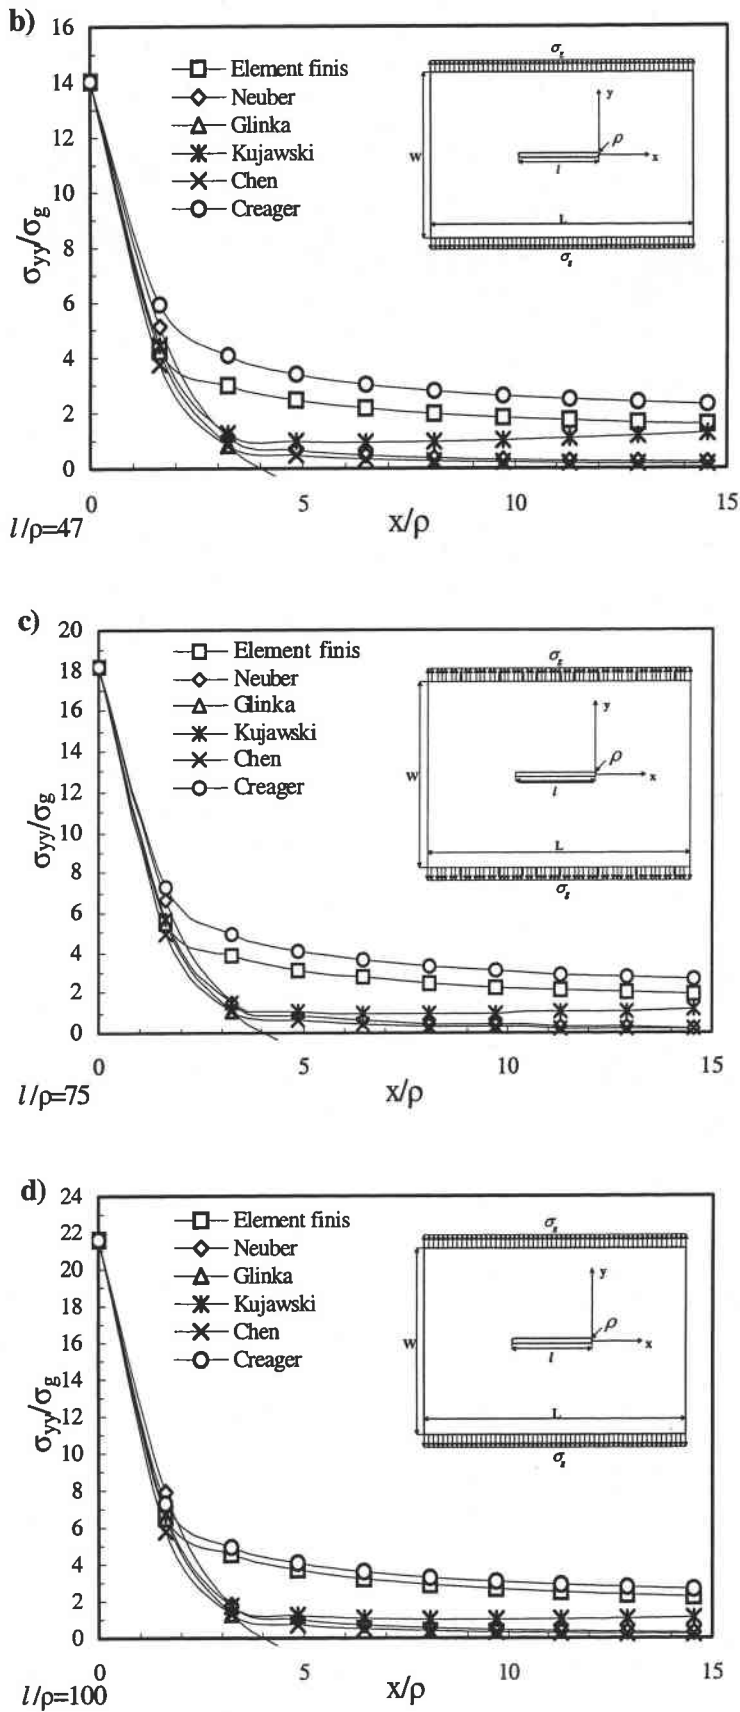 b)
16
14
12
10
8
6
4
2
0
σyy/σg
Element finis
Neuber
Glinka
Kujawski
Chen
Creager
σg
y
ρ
W
x
l
L
σg
0 5 10 15
x/ρ
l/ρ=47
c)
20
18
16
14
12
10
8
6
4
2
0
σyy/σg
Element finis
Neuber
Glinka
Kujawski
Chen
Creager
σg
y
ρ
W
x
l
L
σg
0 5 10 15
x/ρ
l/ρ=75
d)
24
22
20
18
16
14
12
10
8
6
4
2
0
σyy/σg
Element finis
Neuber
Glinka
Kujawski
Chen
Creager
σg
y
ρ
W
x
l
L
σg
0 5 10 15
x/ρ
l/ρ=100